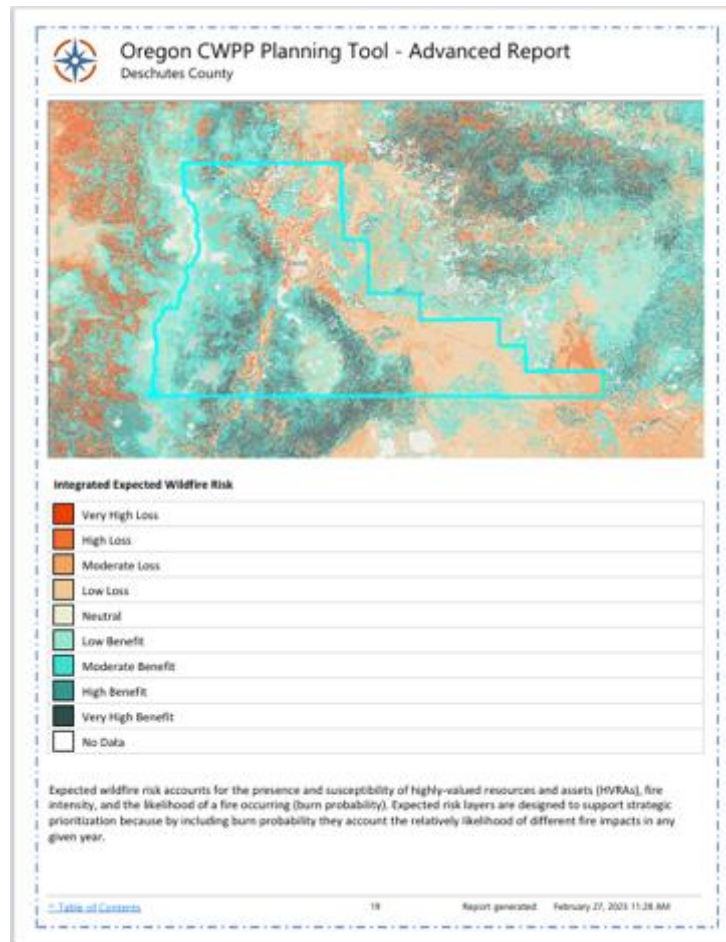 Oregon CWPP Planning Tool - Advanced Report
Deschutes County
Integrated Expected Wildfire Risk
Very High Loss
High Loss
Moderate Loss
Low Loss
Neutral
Low Benefit
Moderate Benefit
High Benefit
Very High Benefit
No Data
Expected wildfire risk accounts for the presence and susceptibility of highly-valued resources and assets (HVRAs), fire
intensity, and the likelihood of a fire occurring (burn probability). Expected risk layers are designed to support strategic
prioritization because by including burn probability they account the relatively likelihood of different fire impacts in any
given year.
^ Table of Contents 19 Report generated: February 27, 2023 11:28 AM